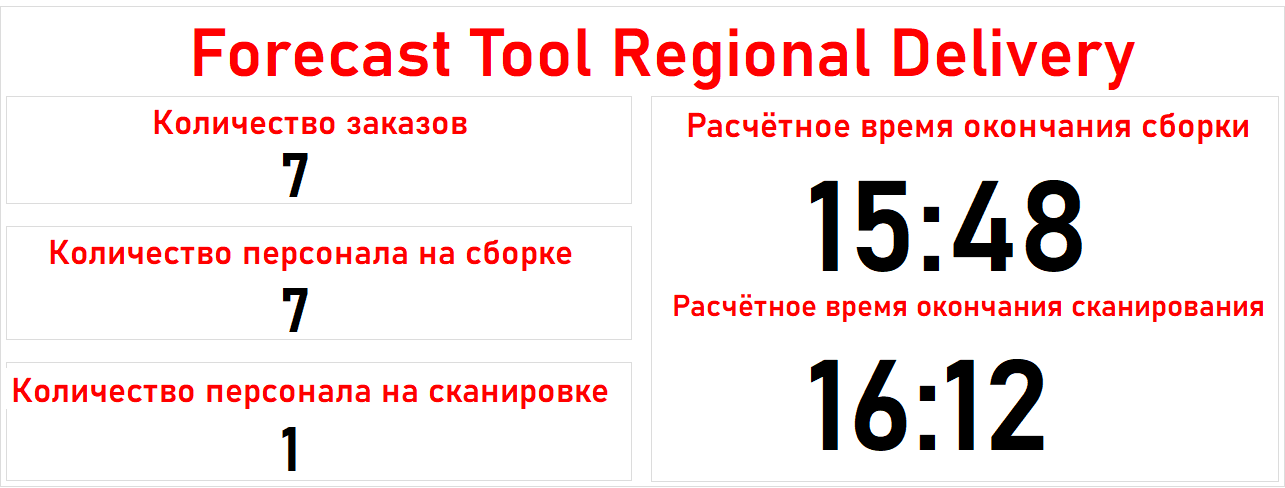 Forecast Tool Regional Delivery
Количество заказов
7
Количество персонала на сборке
7
Количество персонала на сканировке
1
Расчётное время окончания сборки
15:48
Расчётное время окончания сканирования
16:12